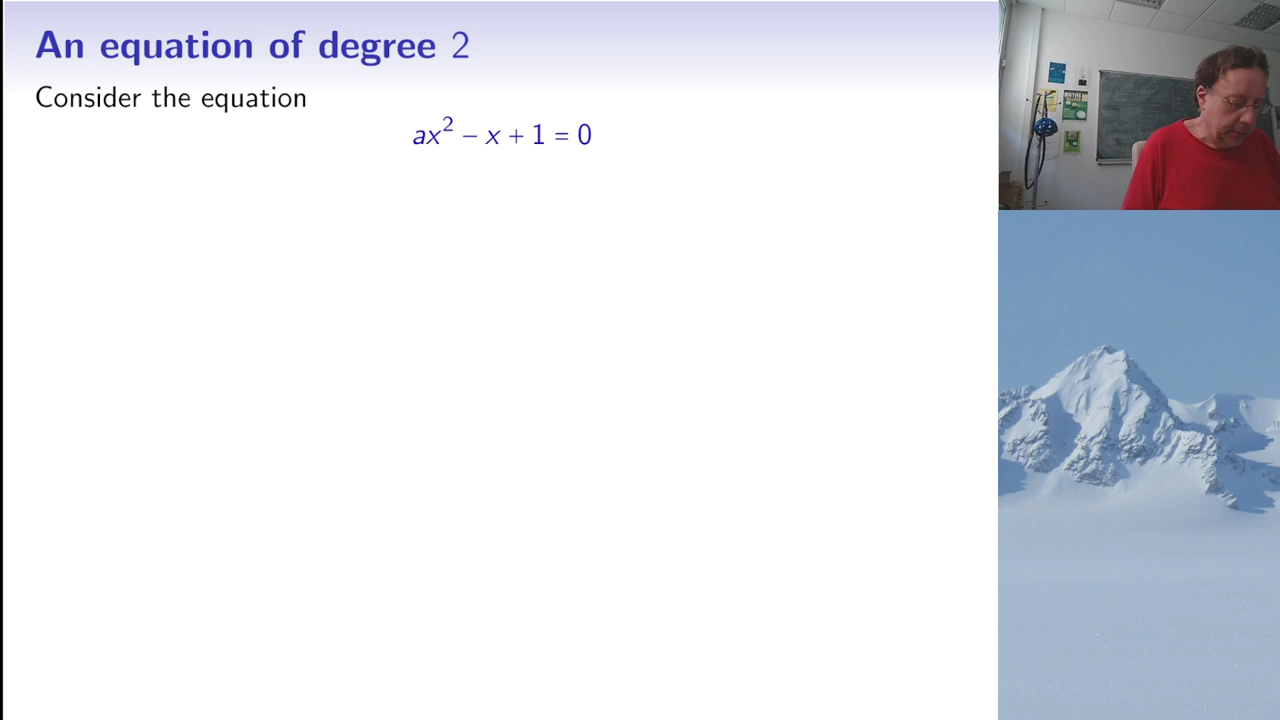 An equation of degree 2
Consider the equation
ax² − x + 1 = 0